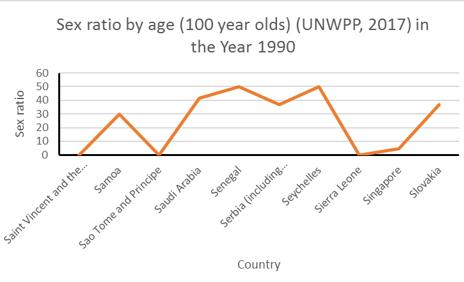 Sex ratio by age (100 year olds) (UNWPP, 2017) in
the Year 1990
60
50
40
30
20
10
0
Sex ratio
Saint Vincent and the...
Samoa
Sao Tome and Principe
Saudi Arabia
Senegal
Serbia (including...
Seychelles
Sierra Leone
Singapore
Slovakia
Country